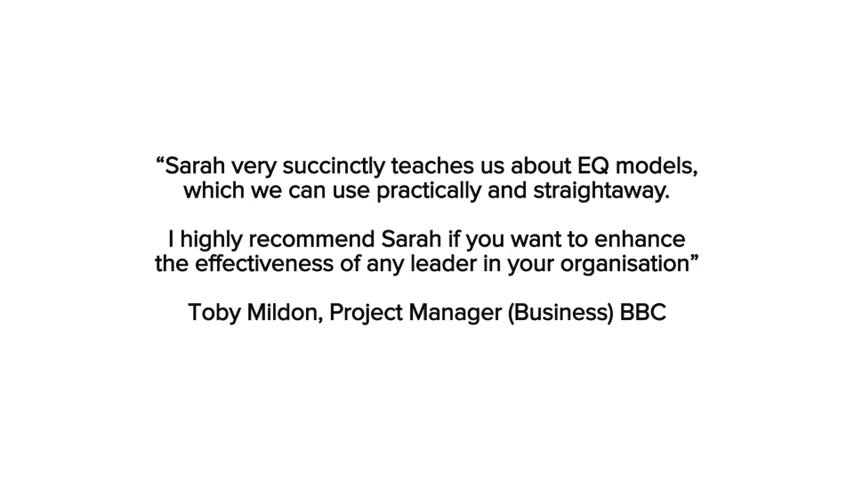 “Sarah very succinctly teaches us about EQ models,
which we can use practically and straightaway.
I highly recommend Sarah if you want to enhance
the effectiveness of any leader in your organisation”
Toby Mildon, Project Manager (Business) BBC